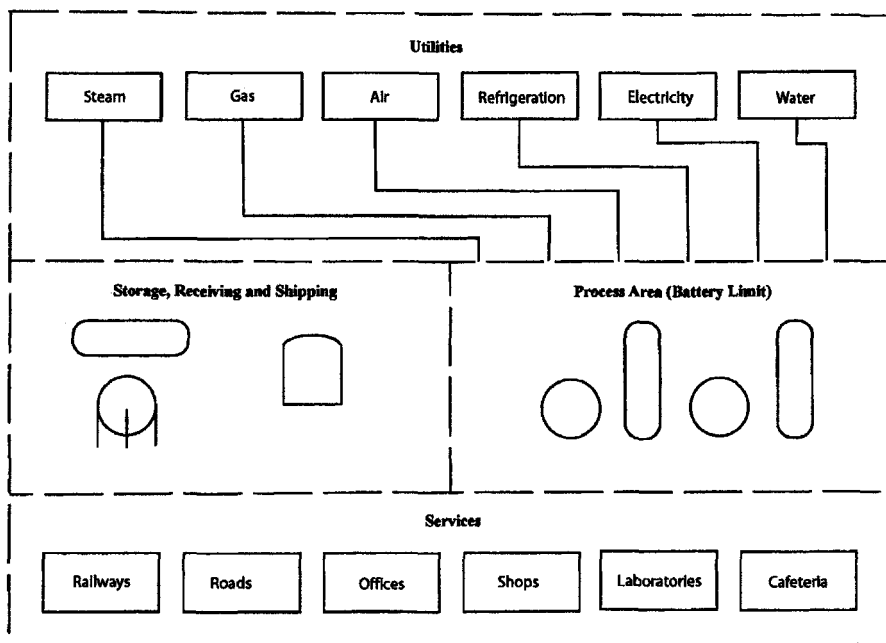 Utilities
Steam
Gas
Air
Refrigeration
Electricity
Water
Storage, Receiving and Shipping
Process Area (Battery Limit)
Services
Railways
Roads
Offices
Shops
Laboratories
Cafeteria